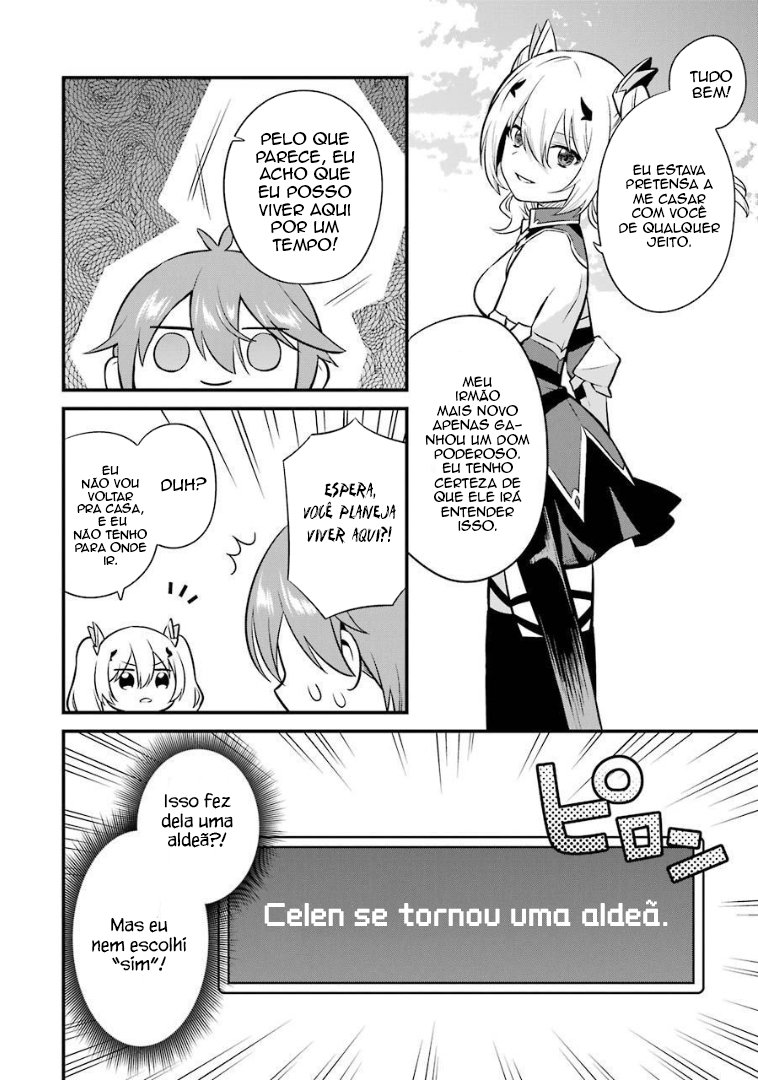 TUDO
BEM!
EU ESTAVA
PRETENSA A
ME CASAR
COM VOCÊ
DE QUALQUER
JEITO.
MEU
IRMÃO
MAIS NOVO
APENAS GA-
NHOU UM DOM
PODEROSO.
EU TENHO
CERTEZA
DE QUE ELE IRÁ
ENTENDER
ISSO.
PELO QUE
PARECE, EU
ACHO QUE
EU POSSO
VIVER AQUI
POR UM
TEMPO!
ESPERA,
VOCÊ PLANEJA
VIVER AQUI?!
DUH?
EU
NÃO VOU
VOLTAR
PRA CASA,
E EU
NÃO TENHO
PARA ONDE
IR.
ピロン
Celen se tornou uma aldeã.
Isso fez
dela uma
aldeã?!
Mas eu
nem escolhi
"sim"!